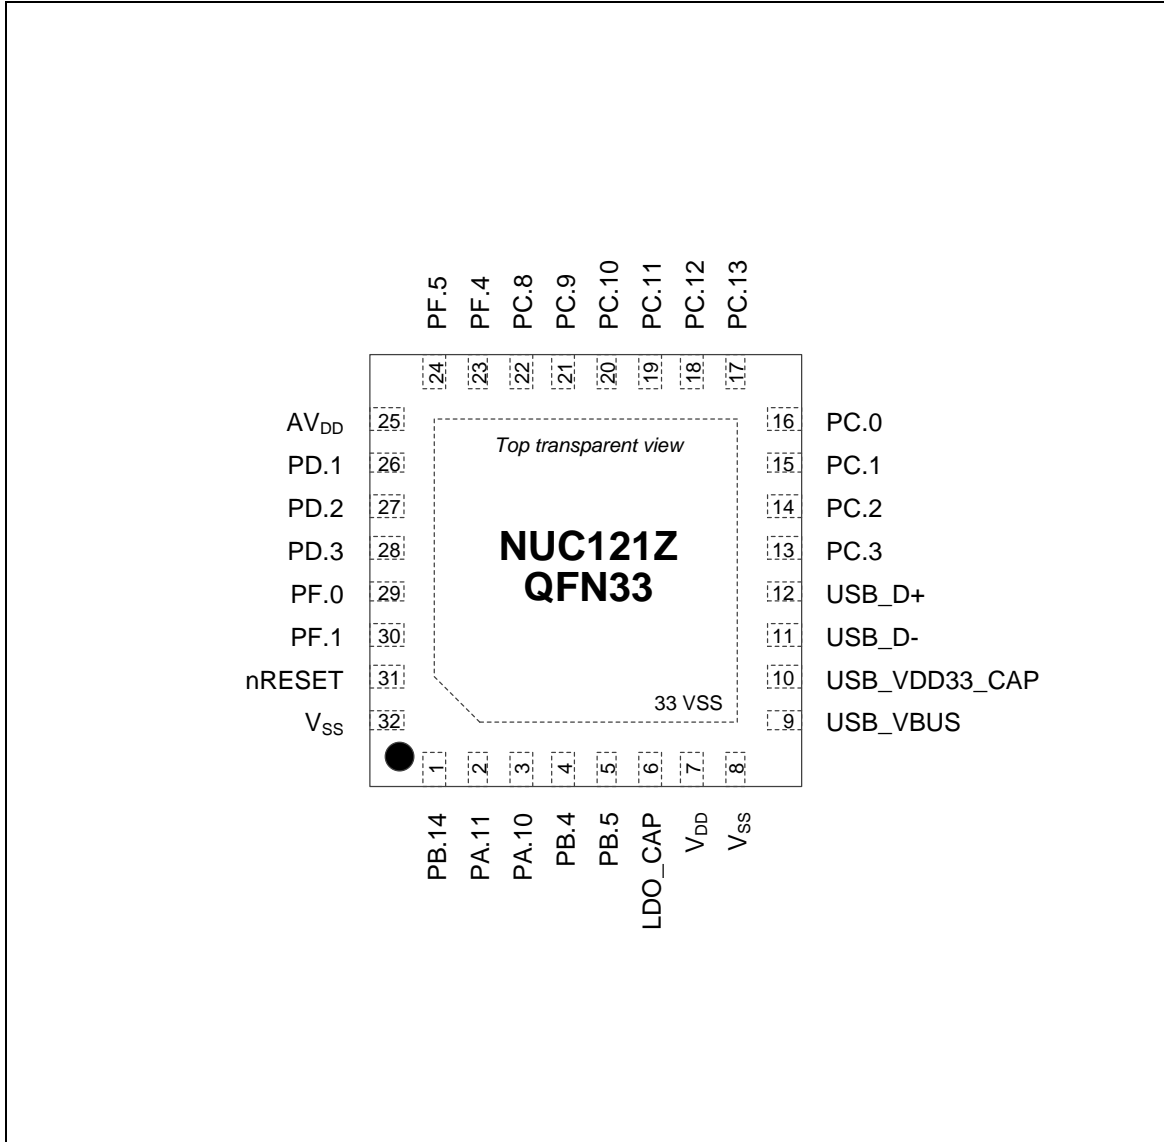 PF.5
PF.4
PC.8
PC.9
PC.10
PC.11
PC.12
PC.13
24
23
22
21
20
19
18
17
AVDD 25
16 PC.0
Top transparent view
PD.1 26
15 PC.1
PD.2 27
14 PC.2
NUC121Z
PD.3 28
13 PC.3
QFN33
PF.0 29
12 USB_D+
PF.1 30
11 USB_D-
nRESET 31
10 USB_VDD33_CAP
33 VSS
VSS 32
9 USB_VBUS
1
2
3
4
5
6
7
8
PB.14
PA.11
PA.10
PB.4
PB.5
LDO_CAP
VDD
VSS